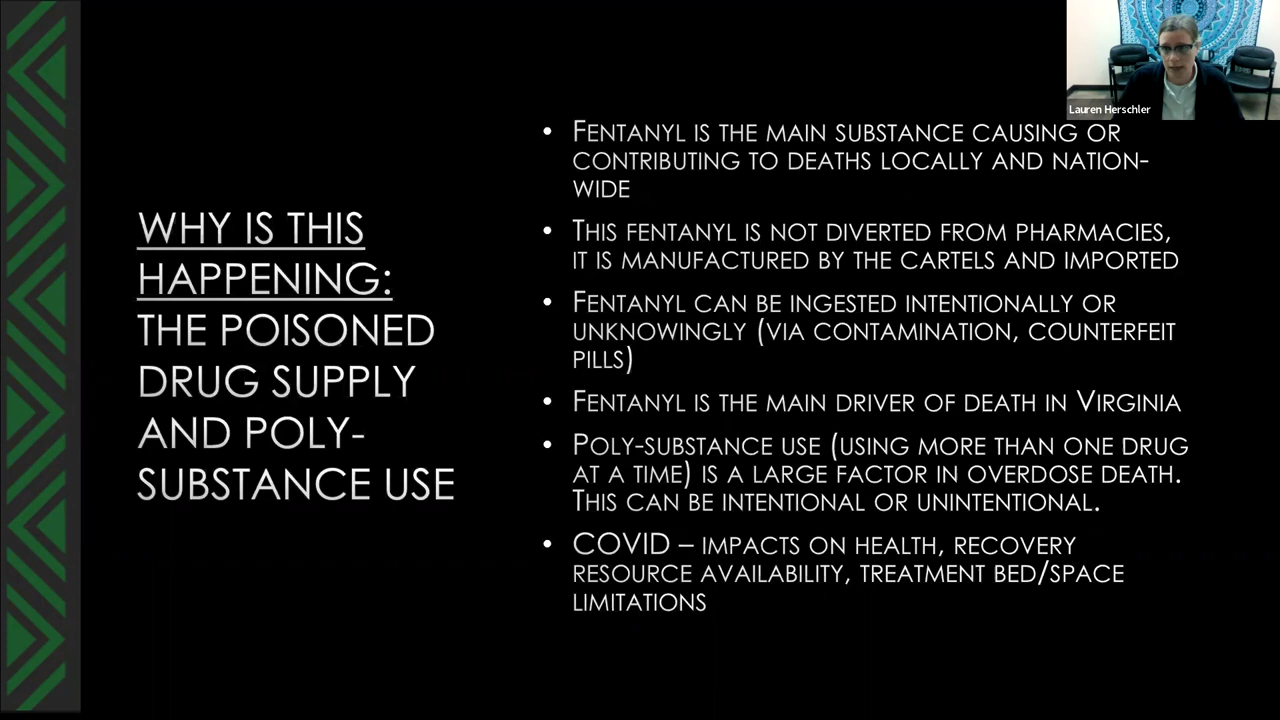 Lauren Herschler
WHY IS THIS
HAPPENING:
THE POISONED
DRUG SUPPLY
AND POLY-
SUBSTANCE USE
• FENTANYL IS THE MAIN SUBSTANCE CAUSING OR
CONTRIBUTING TO DEATHS LOCALLY AND NATION-
WIDE
• THIS FENTANYL IS NOT DIVERTED FROM PHARMACIES,
IT IS MANUFACTURED BY THE CARTELS AND IMPORTED
• FENTANYL CAN BE INGESTED INTENTIONALLY OR
UNKNOWINGLY (VIA CONTAMINATION, COUNTERFEIT
PILLS)
• FENTANYL IS THE MAIN DRIVER OF DEATH IN VIRGINIA
• POLY-SUBSTANCE USE (USING MORE THAN ONE DRUG
AT A TIME) IS A LARGE FACTOR IN OVERDOSE DEATH.
THIS CAN BE INTENTIONAL OR UNINTENTIONAL.
• COVID – IMPACTS ON HEALTH, RECOVERY
RESOURCE AVAILABILITY, TREATMENT BED/SPACE
LIMITATIONS